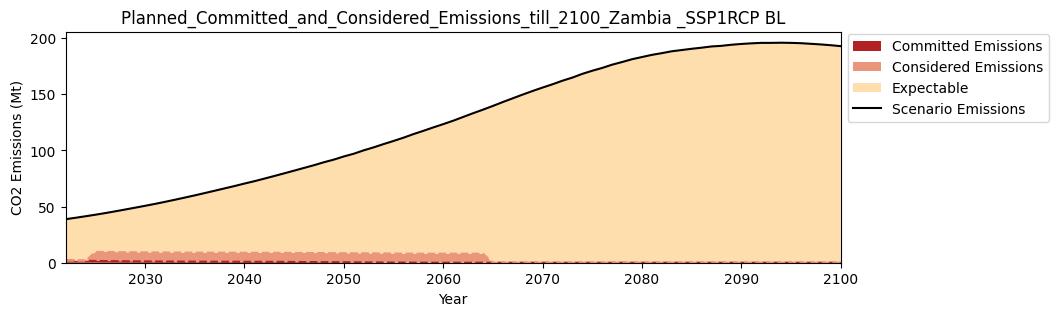 Planned_Committed_and_Considered_Emissions_till_2100_Zambia _SSP1RCP BL
CO2 Emissions (Mt)
200
150
100
50
0
2030 2040 2050 2060 2070 2080 2090 2100
Year
Committed Emissions
Considered Emissions
Expectable
Scenario Emissions